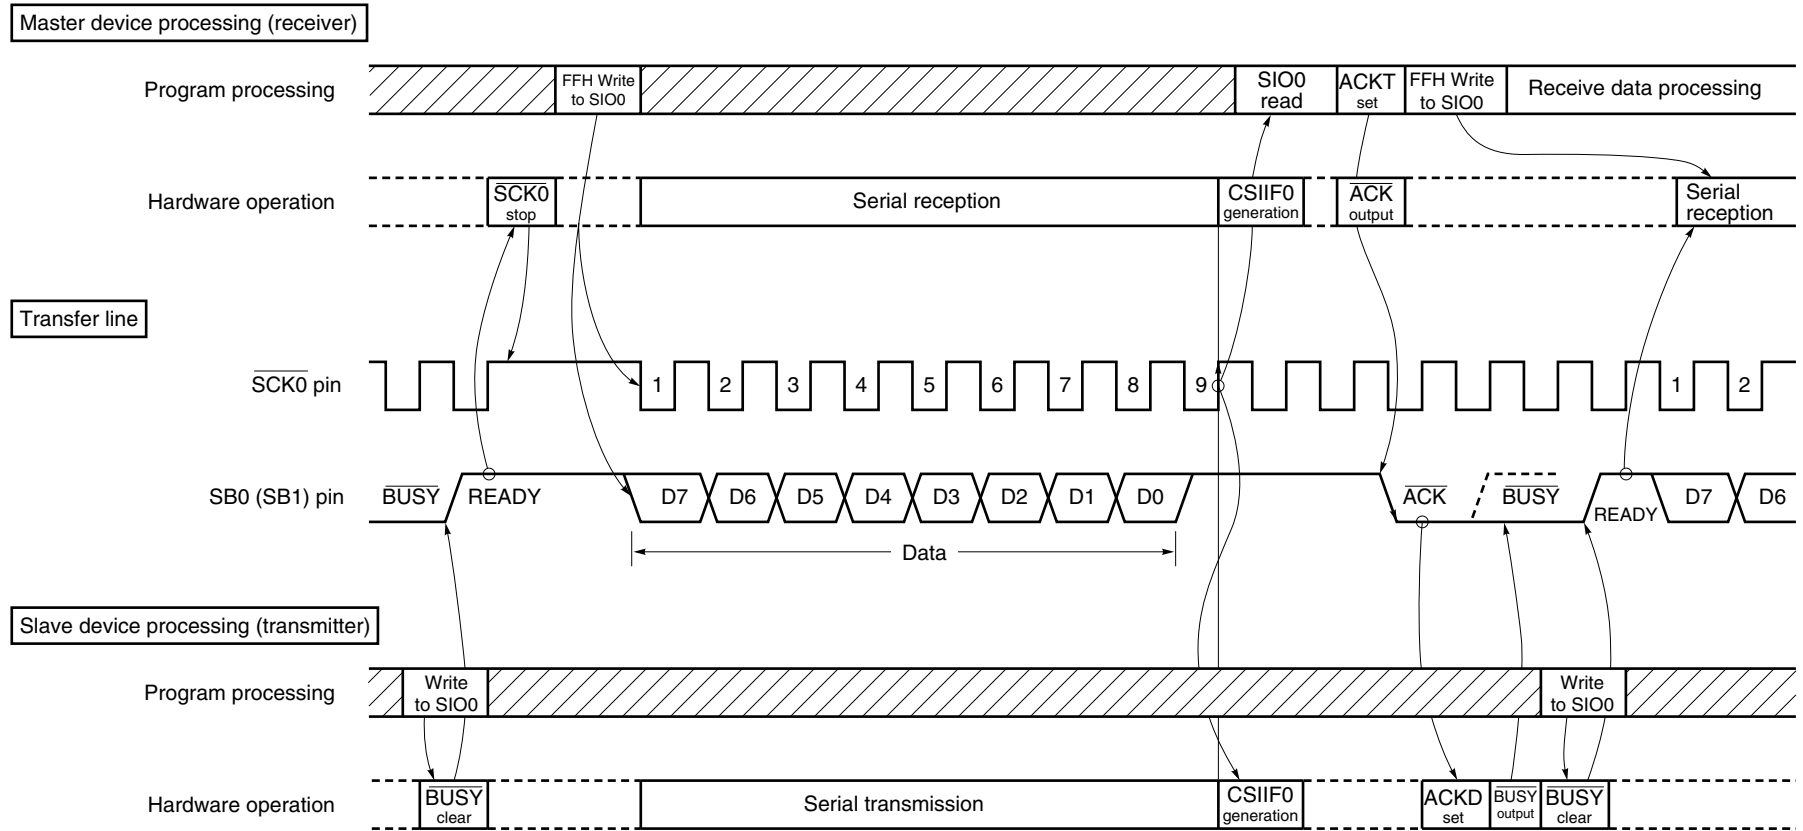 Master device processing (receiver)
Program processing
FFH Write
to SIO0
SIO0
read
ACKT
set
FFH Write
to SIO0
Receive data processing
Hardware operation
SCK0
stop
Serial reception
CSIIF0
generation
ACK
output
Serial
reception
Transfer line
SCK0 pin
1 2 3 4 5 6 7 8 9 1 2
SB0 (SB1) pin
BUSY READY D7 D6 D5 D4 D3 D2 D1 D0 ACK BUSY READY D7 D6
Data
Slave device processing (transmitter)
Program processing
Write
to SIO0
Write
to SIO0
Hardware operation
BUSY
clear
Serial transmission
CSIIF0
generation
ACKD
set
BUSY
output
BUSY
clear